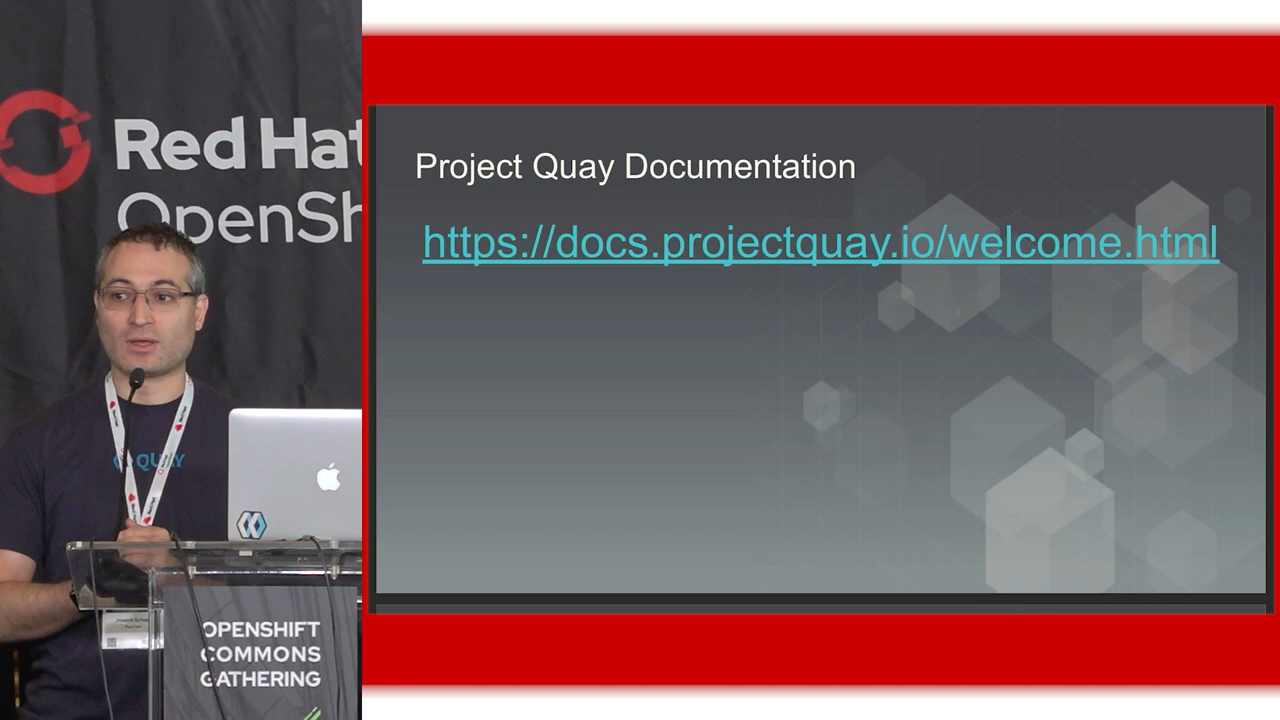 Red Hat
OpenSh
QUAY
OPENSHIFT
COMMONS
GATHERING
Project Quay Documentation
https://docs.projectquay.io/welcome.html